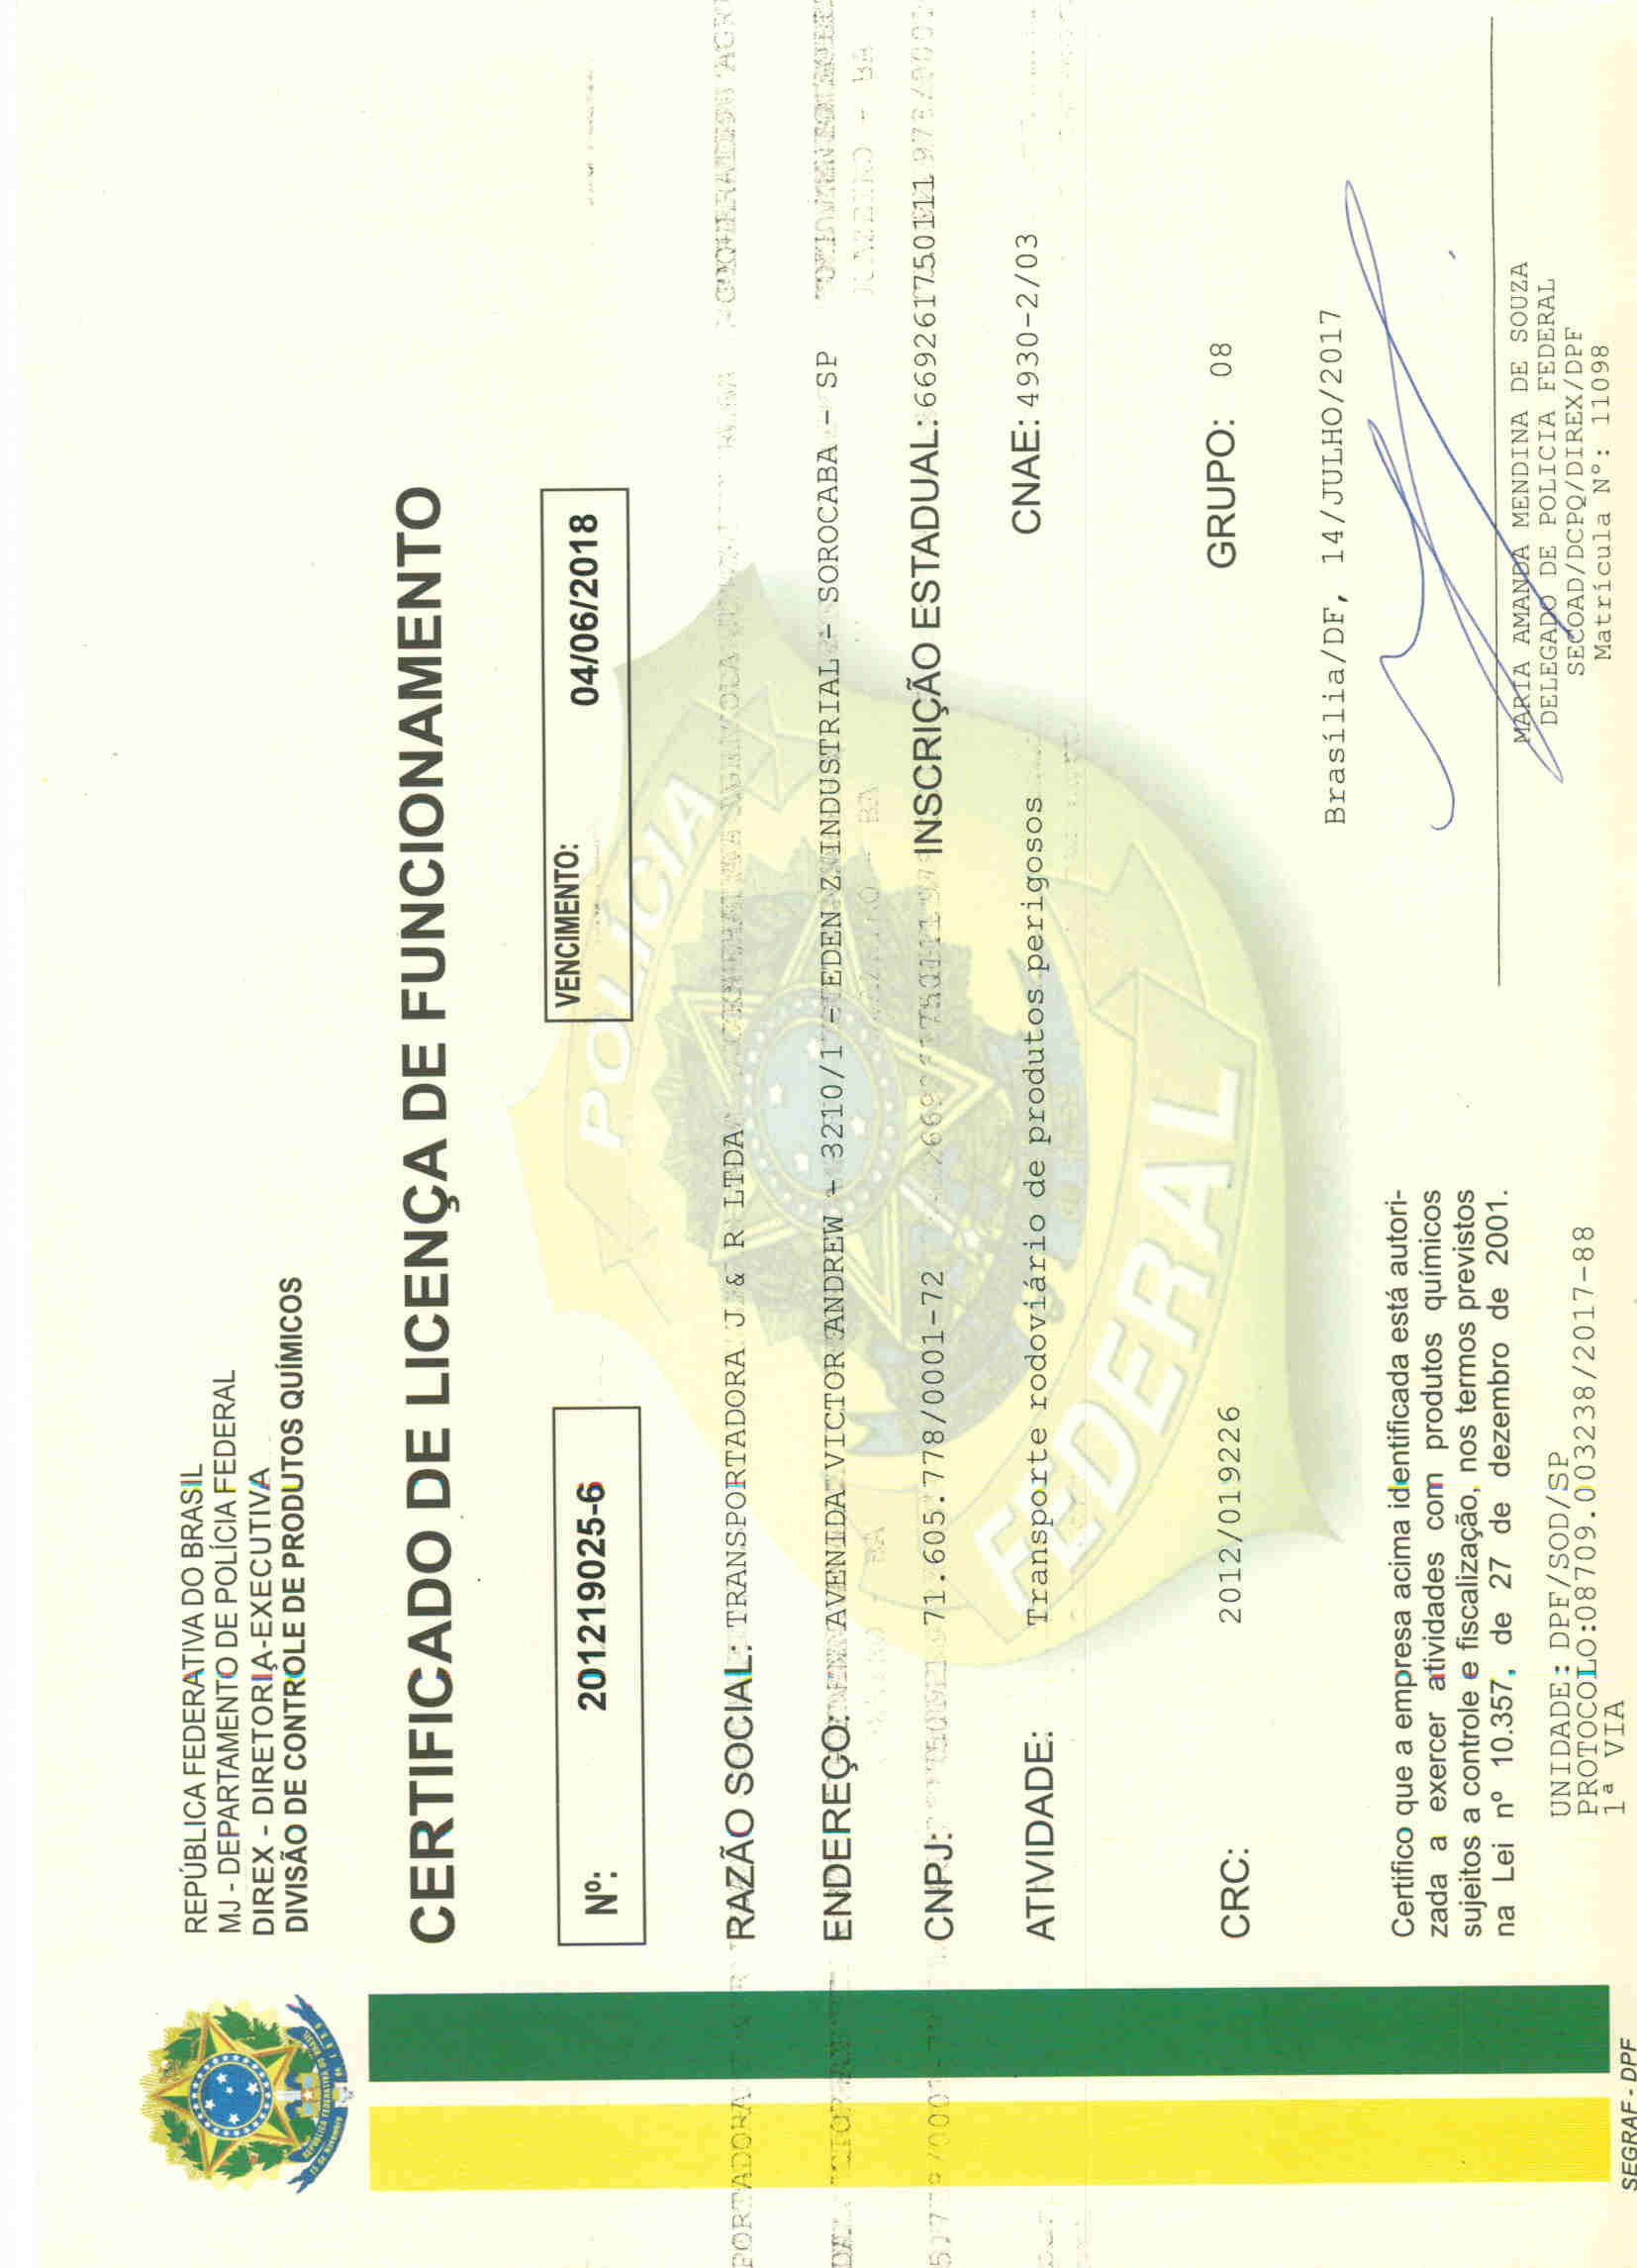 REPÚBLICA FEDERATIVA DO BRASIL
MJ - DEPARTAMENTO DE POLÍCIA FEDERAL
DIREX - DIRETORIA-EXECUTIVA
DIVISÃO DE CONTROLE DE PRODUTOS QUÍMICOS
CERTIFICADO DE LICENÇA DE FUNCIONAMENTO
Nº: 201219025-6
VENCIMENTO: 04/06/2018
POLÍCIA
FEDERAL
RAZÃO SOCIAL: TRANSPORTADORA J & R LTDA
ENDEREÇO: AVENIDA VICTOR ANDREW - 3210/1 - EDEN Z INDUSTRIAL - SOROCABA - SP
CNPJ: 71.605.778/0001-72 INSCRIÇÃO ESTADUAL: 669261750111
ATIVIDADE: Transporte rodoviário de produtos perigosos CNAE: 4930-2/03
CRC: 2012/019226 GRUPO: 08
Certifico que a empresa acima identificada está autori-
zada a exercer atividades com produtos químicos
sujeitos a controle e fiscalização, nos termos previstos
na Lei nº 10.357, de 27 de dezembro de 2001.
Brasília/DF, 14/JULHO/2017
MARIA AMANDA MENDINA DE SOUZA
DELEGADO DE POLICIA FEDERAL
SECOAD/DCPQ/DIREX/DPF
Matrícula Nº: 11098
UNIDADE: DPF/SOD/SP
PROTOCOLO:08709.003238/2017-88
1ª VIA
SEGRAF - DPF